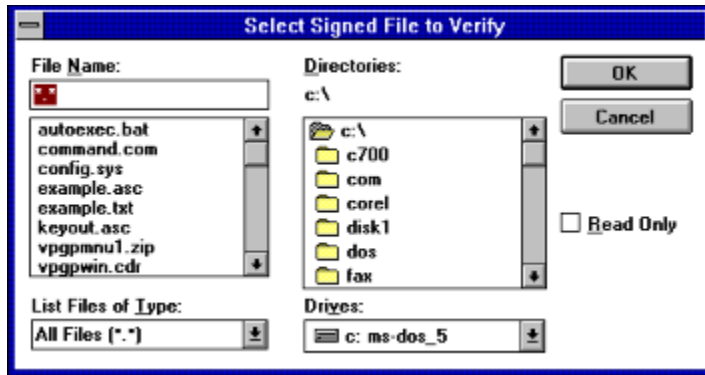 Select Signed File to Verify
File Name:
*.*
autoexec.bat
command.com
config.sys
example.asc
example.txt
keyout.asc
vpgpmnu1.zip
vpgpwin.cdr
List Files of Type:
All Files (*.*)
Directories:
c:\
c:\
c700
com
corel
disk1
dos
fax
Drives:
c: ms-dos_5
OK
Cancel
Read Only